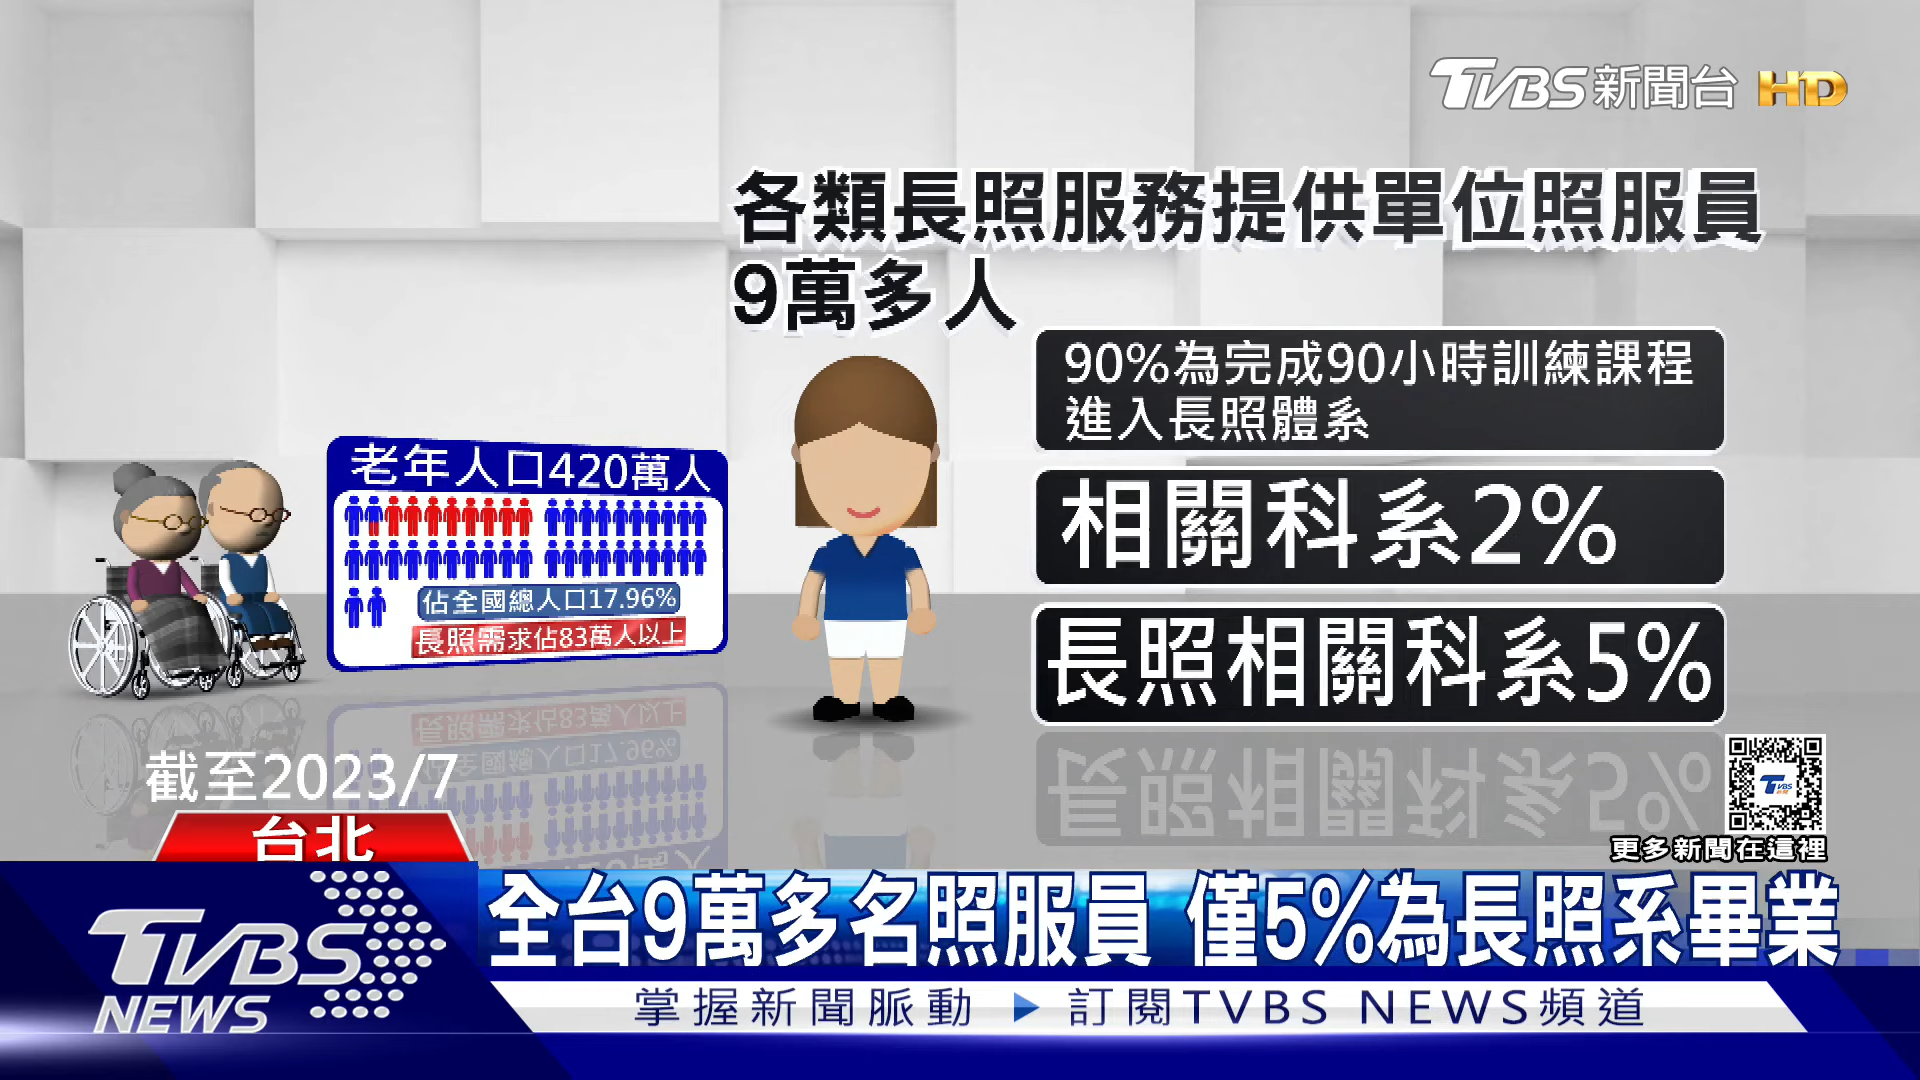 TVBS新聞台 HD
各類長照服務提供單位照服員
9萬多人
90%為完成90小時訓練課程
進入長照體系
相關科系2%
長照相關科系5%
老年人口420萬人
佔全國總人口17.96%
長照需求佔83萬人以上
截至2023/7
台北
TVBS
新聞
更多新聞在這裡
全台9萬多名照服員 僅5%為長照系畢業
TVBS
NEWS
掌握新聞脈動 ▶ 訂閱TVBS NEWS頻道